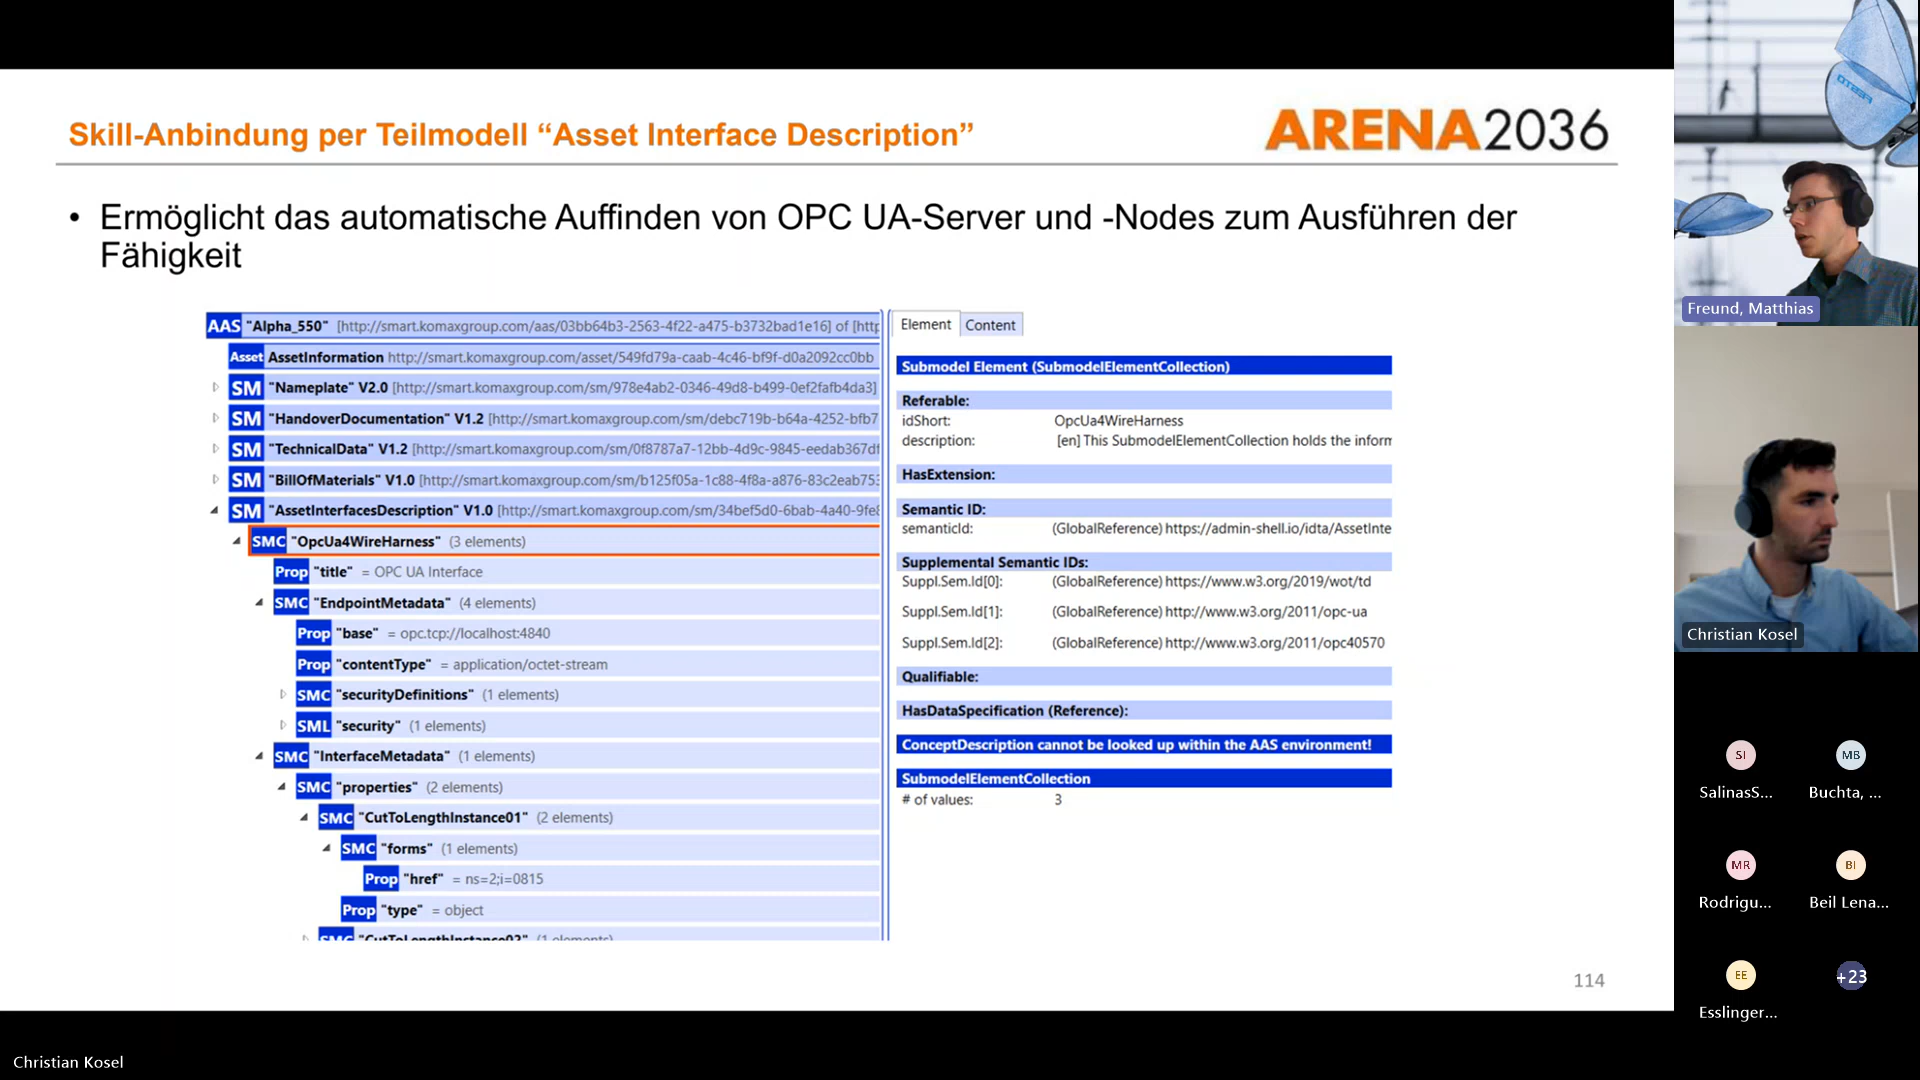 Skill-Anbindung per Teilmodell “Asset Interface Description”
ARENA2036
• Ermöglicht das automatische Auffinden von OPC UA-Server und -Nodes zum Ausführen der
Fähigkeit
AAS "Alpha_550" [http://smart.komaxgroup.com/aas/03bb64b3-2563-4f22-a475-b3732bad1e16] of [http
Asset AssetInformation http://smart.komaxgroup.com/asset/549fd79a-caab-4c46-bf9f-d0a2092cc0bb
SM "Nameplate" V2.0 [http://smart.komaxgroup.com/sm/978e4ab2-0346-49d8-b499-0ef2fafb4da3]
SM "HandoverDocumentation" V1.2 [http://smart.komaxgroup.com/sm/debc719b-b64a-4252-bfb7
SM "TechnicalData" V1.2 [http://smart.komaxgroup.com/sm/0f8787a7-12bb-4d9c-9845-eedab367df
SM "BillOfMaterials" V1.0 [http://smart.komaxgroup.com/sm/b125f05a-1c88-4f8a-a876-83c2eab753
SM "AssetInterfacesDescription" V1.0 [http://smart.komaxgroup.com/sm/34bef5d0-6bab-4a40-9fe8
SMC "OpcUa4WireHarness" (3 elements)
Prop "title" = OPC UA Interface
SMC "EndpointMetadata" (4 elements)
Prop "base" = opc.tcp://localhost:4840
Prop "contentType" = application/octet-stream
SMC "securityDefinitions" (1 elements)
SML "security" (1 elements)
SMC "InterfaceMetadata" (1 elements)
SMC "properties" (2 elements)
SMC "CutToLengthInstance01" (2 elements)
SMC "forms" (1 elements)
Prop "href" = ns=2;i=0815
Prop "type" = object
SMC "CutToLengthInstance02" (1 elements)
Element Content
Submodel Element (SubmodelElementCollection)
Referable:
idShort: OpcUa4WireHarness
description: [en] This SubmodelElementCollection holds the inform
HasExtension:
Semantic ID:
semanticId: (GlobalReference) https://admin-shell.io/idta/AssetInte
Supplemental Semantic IDs:
Suppl.Sem.Id[0]: (GlobalReference) https://www.w3.org/2019/wot/td
Suppl.Sem.Id[1]: (GlobalReference) http://www.w3.org/2011/opc-ua
Suppl.Sem.Id[2]: (GlobalReference) http://www.w3.org/2011/opc40570
Qualifiable:
HasDataSpecification (Reference):
ConceptDescription cannot be looked up within the AAS environment!
SubmodelElementCollection
# of values: 3
114
Christian Kosel
FESTO
Freund, Matthias
Christian Kosel
SI
SalinasS...
MB
Buchta, ...
MR
Rodrigu...
BI
Beil Lena...
EE
Esslinger...
+23